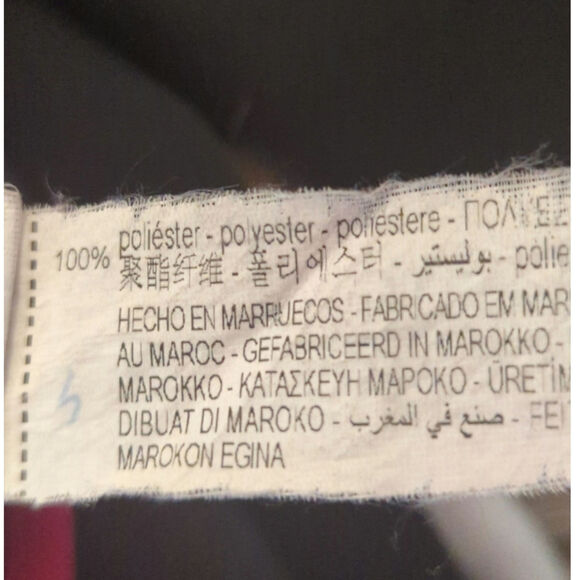 100% poliéster - polyester - poliestere - ΠΟΛΥΕΣ
聚酯纤维 - 폴리에스터 - بوليستير - polie
HECHO EN MARRUECOS - FABRICADO EM MAR
AU MAROC - GEFABRICEERD IN MAROKKO -
MAROKKO - ΚΑΤΑΣΚΕΥΗ ΜΑΡΟΚΟ - ÜRETİM
DIBUAT DI MAROKO - صنع في المغرب - FEI
MAROKON EGINA